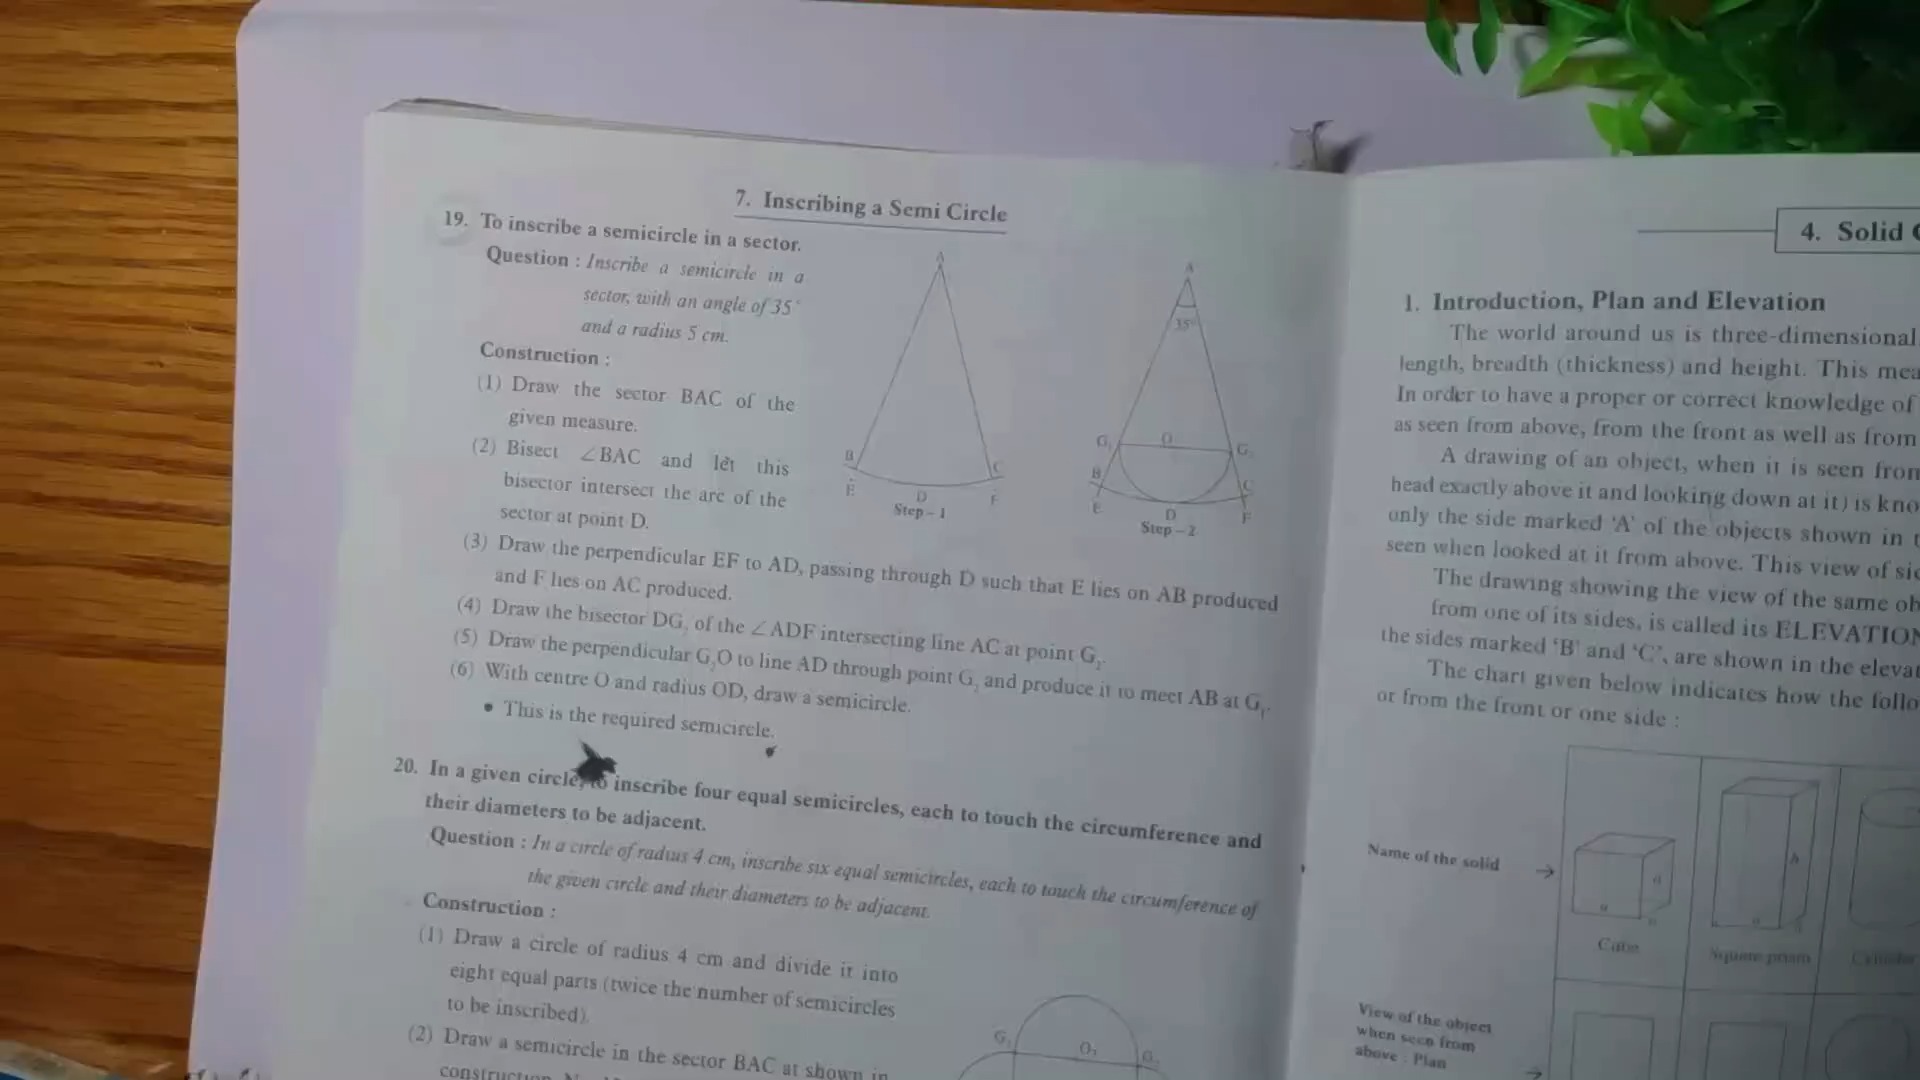 7. Inscribing a Semi Circle
19. To inscribe a semicircle in a sector.
Question : Inscribe a semicircle in a
sector, with an angle of 35°
and a radius 5 cm.
Construction :
(1) Draw the sector BAC of the
given measure.
(2) Bisect ∠BAC and let this
bisector intersect the arc of the
sector at point D.
(3) Draw the perpendicular EF to AD, passing through D such that E lies on AB produced
and F lies on AC produced.
(4) Draw the bisector DG₂ of the ∠ADF intersecting line AC at point G₂.
(5) Draw the perpendicular G₂O to line AD through point G₂ and produce it to meet AB at G₁.
(6) With centre O and radius OD, draw a semicircle.
• This is the required semicircle.
A
B
C
E
D
F
Step – 1
A
35°
G₁
O
G₂
B
C
E
D
F
Step – 2
20. In a given circle, to inscribe four equal semicircles, each to touch the circumference and
their diameters to be adjacent.
Question : In a circle of radius 4 cm, inscribe six equal semicircles, each to touch the circumference of
the given circle and their diameters to be adjacent.
Construction :
(1) Draw a circle of radius 4 cm and divide it into
eight equal parts (twice the number of semicircles
to be inscribed).
(2) Draw a semicircle in the sector BAC at shown in
construction
4. Solid
1. Introduction, Plan and Elevation
The world around us is three-dimensional,
length, breadth (thickness) and height. This mea
In order to have a proper or correct knowledge of
as seen from above, from the front as well as from
A drawing of an object, when it is seen from
head exactly above it and looking down at it) is kno
only the side marked 'A' of the objects shown in t
seen when looked at it from above. This view of sid
The drawing showing the view of the same ob
from one of its sides, is called its ELEVATION
the sides marked 'B' and 'C', are shown in the elevat
The chart given below indicates how the follo
or from the front or one side :
Name of the solid
a
a
a
h
Cube
Square prism
Cylinder
View of the object
when seen from
above : Plan